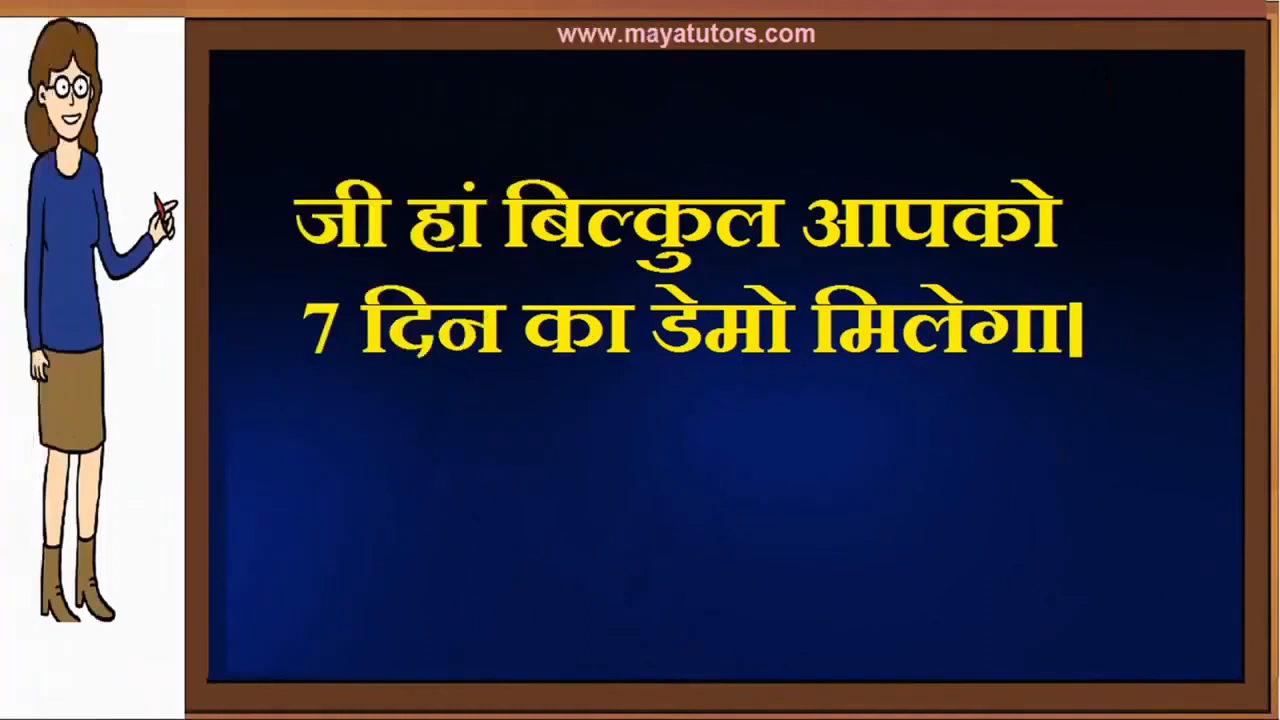 www.mayatutors.com
जी हां बिल्कुल आपको
7 दिन का डेमो मिलेगा।